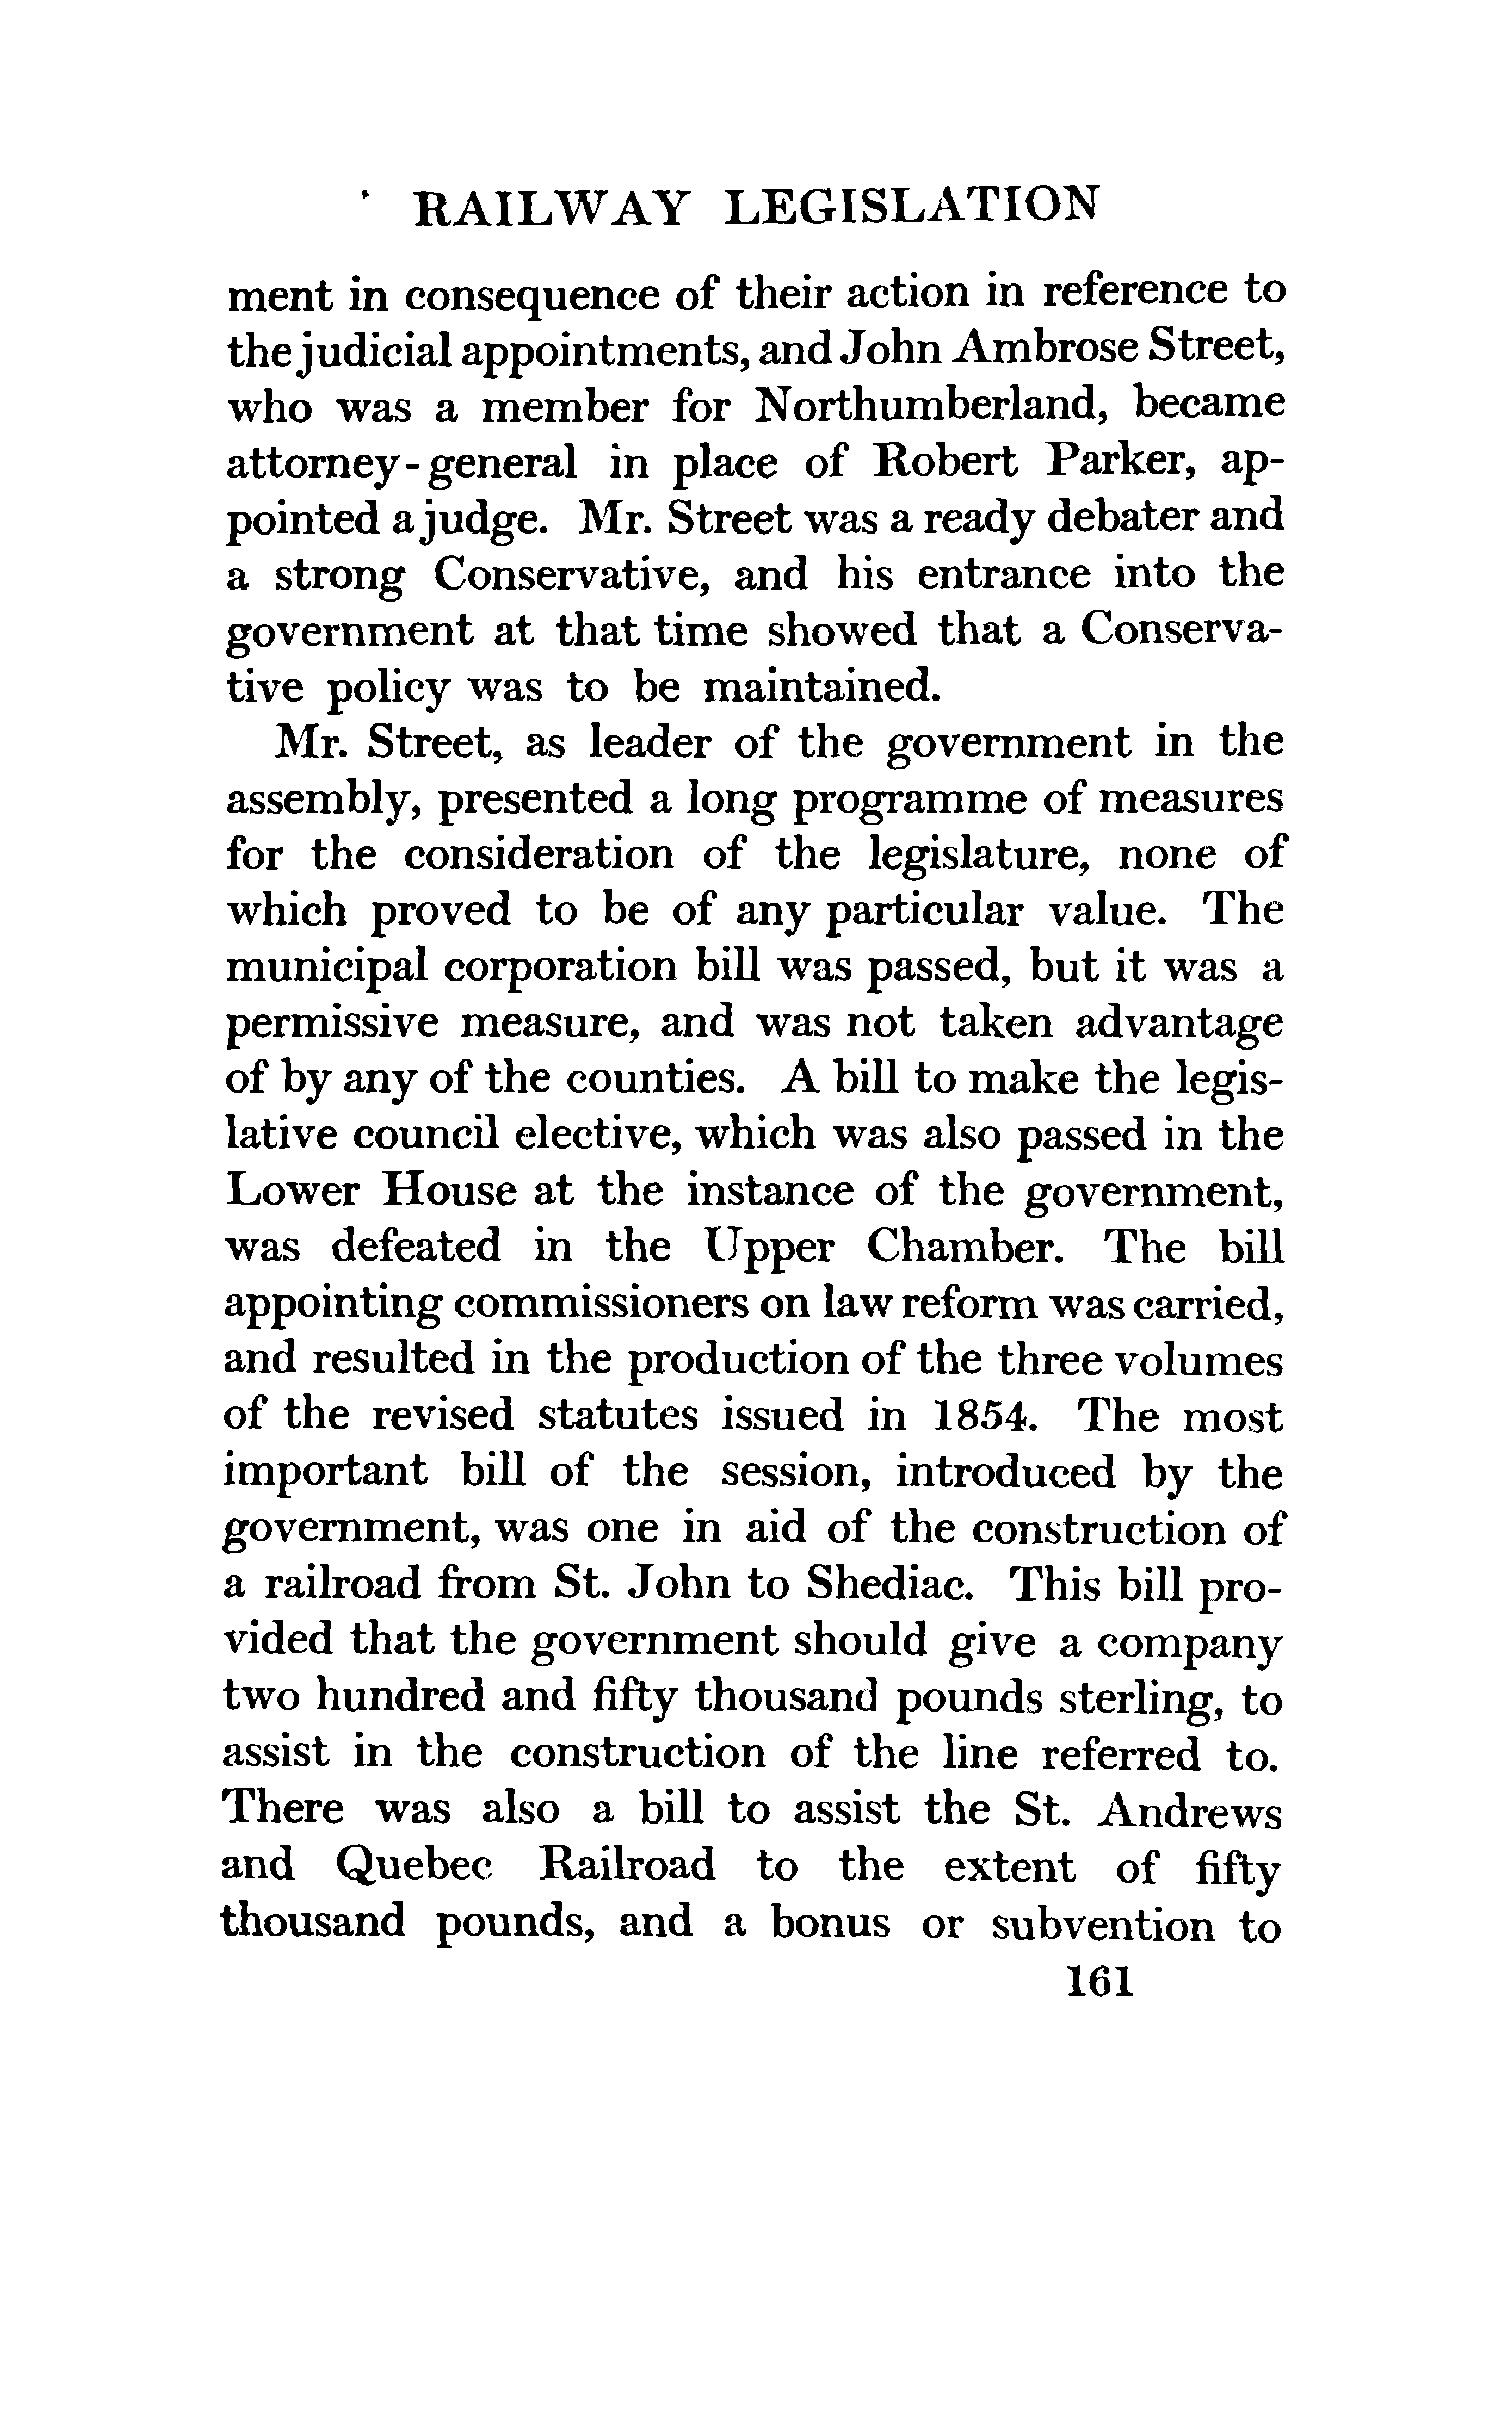 RAILWAY LEGISLATION
ment in consequence of their action in reference to
the judicial appointments, and John Ambrose Street,
who was a member for Northumberland, became
attorney-general in place of Robert Parker, ap-
pointed a judge. Mr. Street was a ready debater and
a strong Conservative, and his entrance into the
government at that time showed that a Conserva-
tive policy was to be maintained.
Mr. Street, as leader of the government in the
assembly, presented a long programme of measures
for the consideration of the legislature, none of
which proved to be of any particular value. The
municipal corporation bill was passed, but it was a
permissive measure, and was not taken advantage
of by any of the counties. A bill to make the legis-
lative council elective, which was also passed in the
Lower House at the instance of the government,
was defeated in the Upper Chamber. The bill
appointing commissioners on law reform was carried,
and resulted in the production of the three volumes
of the revised statutes issued in 1854. The most
important bill of the session, introduced by the
government, was one in aid of the construction of
a railroad from St. John to Shediac. This bill pro-
vided that the government should give a company
two hundred and fifty thousand pounds sterling, to
assist in the construction of the line referred to.
There was also a bill to assist the St. Andrews
and Quebec Railroad to the extent of fifty
thousand pounds, and a bonus or subvention to
161